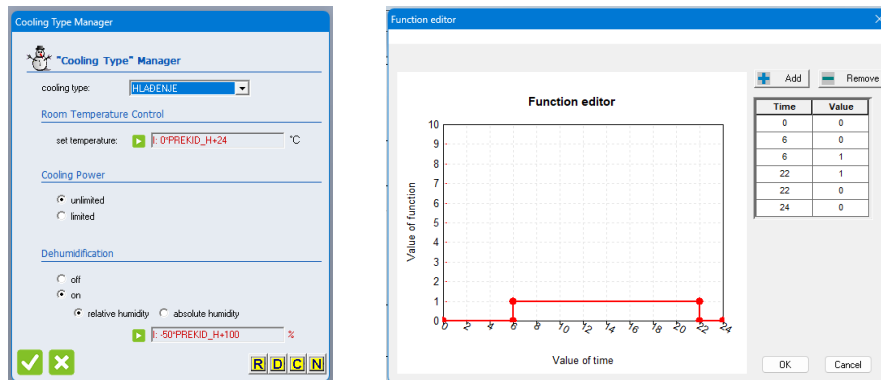 Cooling Type Manager
"Cooling Type" Manager
cooling type: HLAĐENJE
Room Temperature Control
set temperature: I: 0*PREKID_H+24 °C
Cooling Power
unlimited
limited
Dehumidification
off
on
relative humidity absolute humidity
I: -50*PREKID_H+100 %
R D C N
Function editor
Add Remove
Function editor
Time Value
0 0
6 0
6 1
22 1
22 0
24 0
Value of function
10
9
8
7
6
5
4
3
2
1
0
0 2 4 6 8 10 12 14 16 18 20 22 24
Value of time
OK Cancel